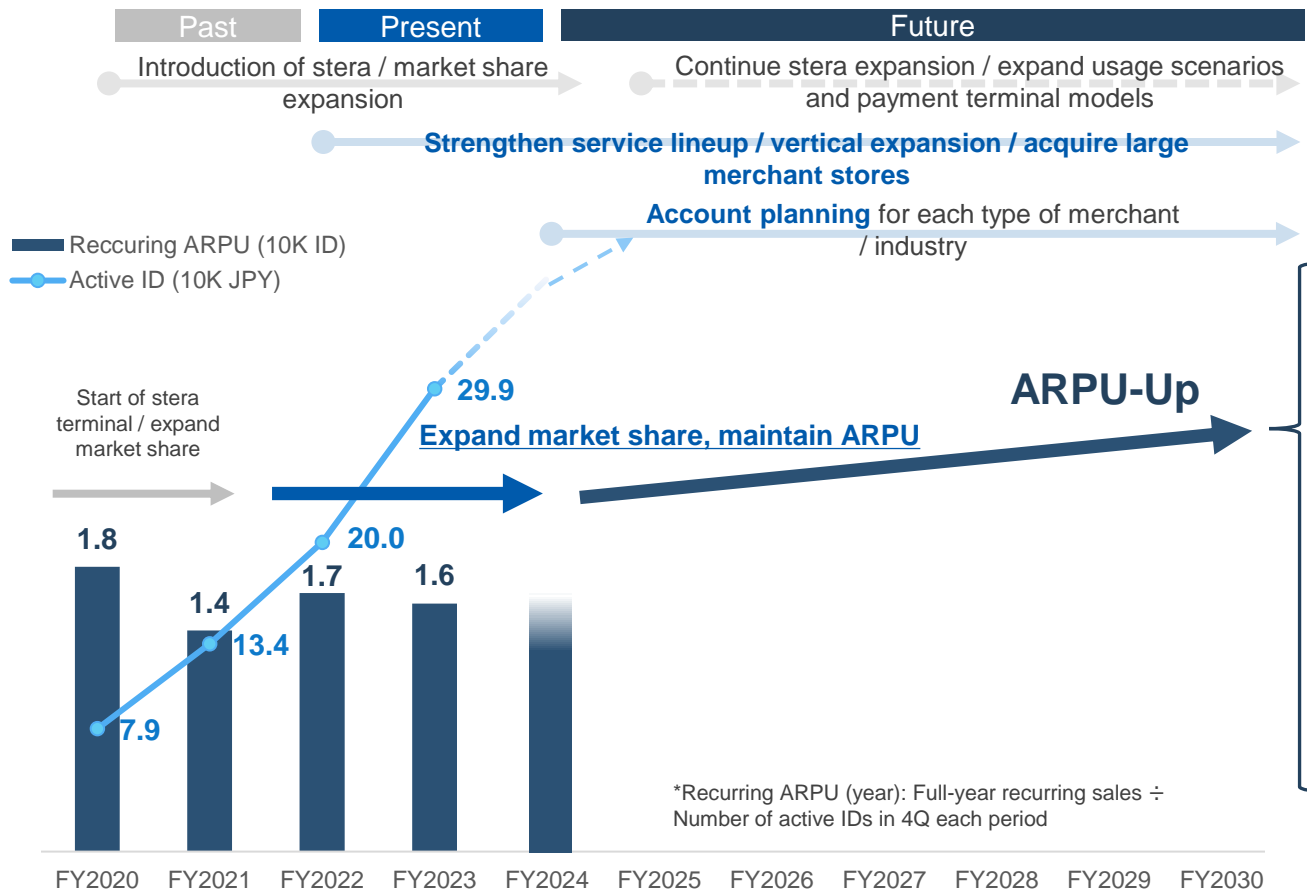 Past
Present
Future
Introduction of stera / market share
expansion
Continue stera expansion / expand usage scenarios
and payment terminal models
Strengthen service lineup / vertical expansion / acquire large
merchant stores
Account planning for each type of merchant
/ industry
Reccuring ARPU (10K ID)
Active ID (10K JPY)
Start of stera
terminal / expand
market share
29.9
ARPU-Up
Expand market share, maintain ARPU
1.8
20.0
1.7
1.6
1.4
13.4
7.9
*Recurring ARPU (year): Full-year recurring sales ÷
Number of active IDs in 4Q each period
FY2020 FY2021 FY2022 FY2023 FY2024 FY2025 FY2026 FY2027 FY2028 FY2029 FY2030